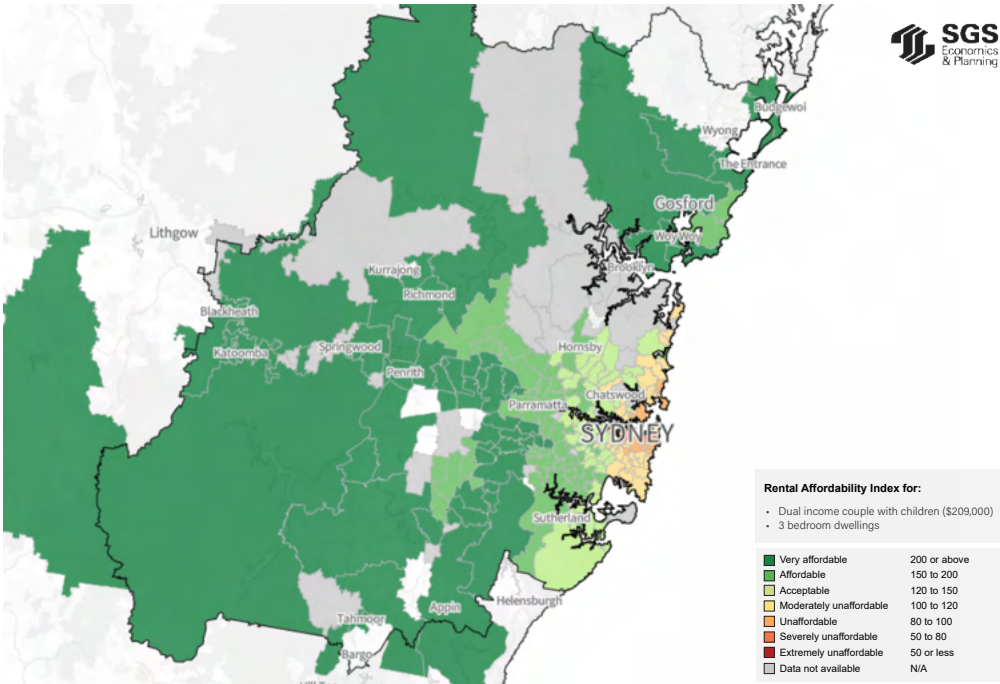 SGS
Economics
& Planning
Budgewoi
Wyong
The Entrance
Gosford
Woy Woy
Lithgow
Brooklyn
Kurrajong
Richmond
Blackheath
Springwood
Katoomba
Hornsby
Penrith
Chatswood
Parramatta
SYDNEY
Sutherland
Helensburgh
Appin
Tahmoor
Bargo
Rental Affordability Index for:
• Dual income couple with children ($209,000)
• 3 bedroom dwellings
Very affordable 200 or above
Affordable 150 to 200
Acceptable 120 to 150
Moderately unaffordable 100 to 120
Unaffordable 80 to 100
Severely unaffordable 50 to 80
Extremely unaffordable 50 or less
Data not available N/A